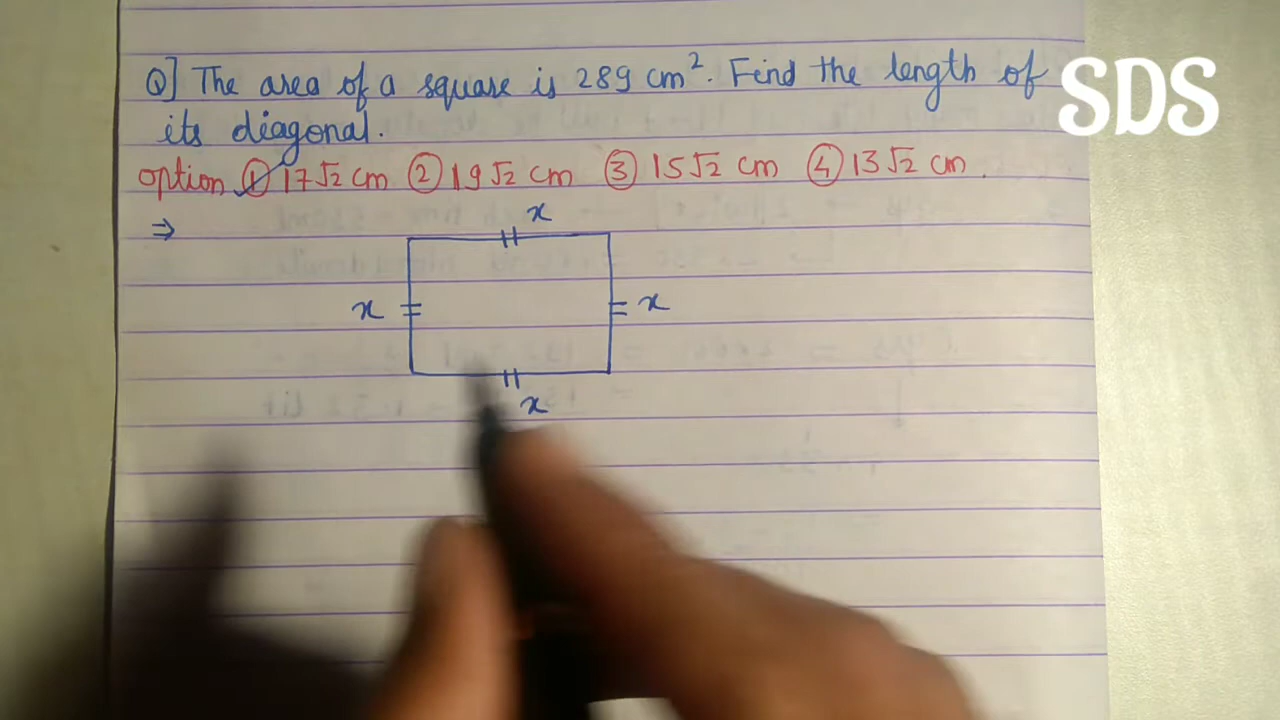 Q] The area of a square is 289 cm². Find the length of
its diagonal.
SDS
option ① 17√2 cm ② 19√2 cm ③ 15√2 cm ④ 13√2 cm.
⇒
x
x
x
x